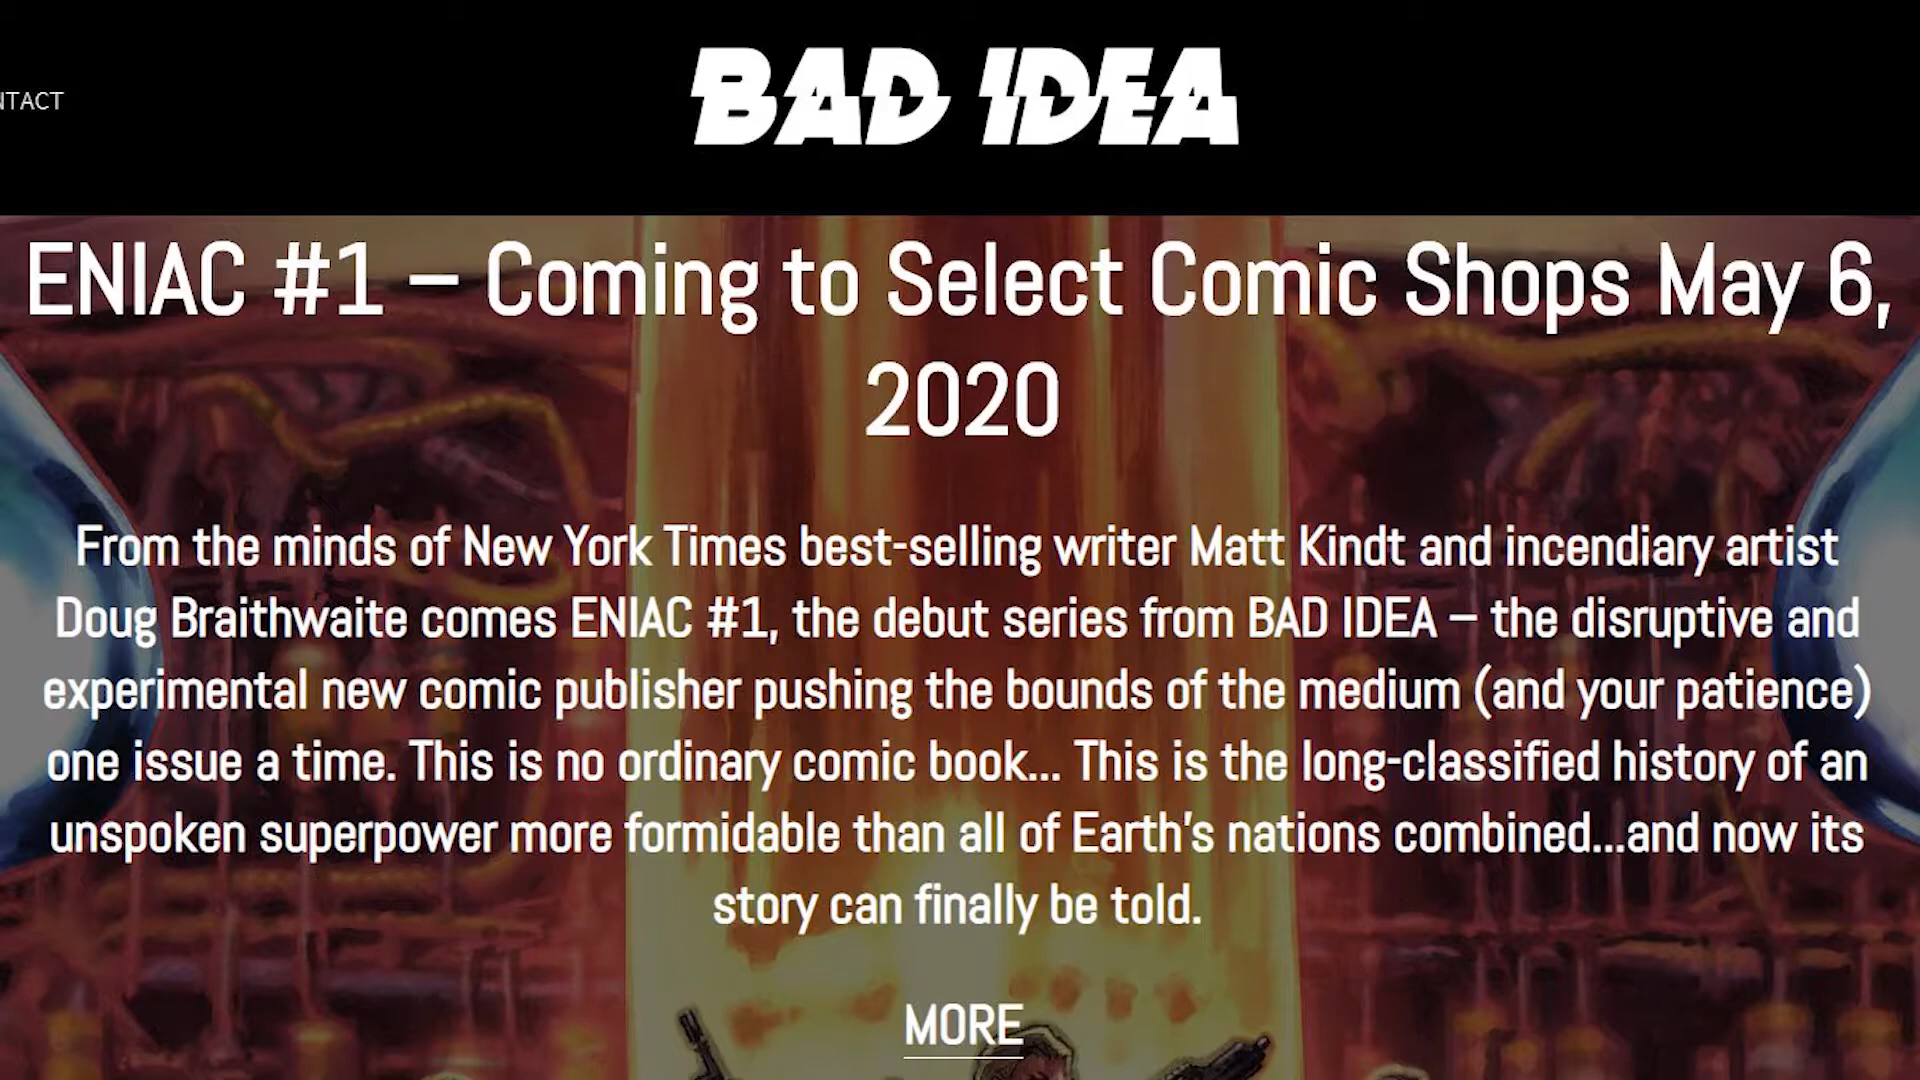 BAD IDEA
NTACT
ENIAC #1 – Coming to Select Comic Shops May 6,
2020
From the minds of New York Times best-selling writer Matt Kindt and incendiary artist
Doug Braithwaite comes ENIAC #1, the debut series from BAD IDEA – the disruptive and
experimental new comic publisher pushing the bounds of the medium (and your patience)
one issue a time. This is no ordinary comic book... This is the long-classified history of an
unspoken superpower more formidable than all of Earth’s nations combined...and now its
story can finally be told.
MORE